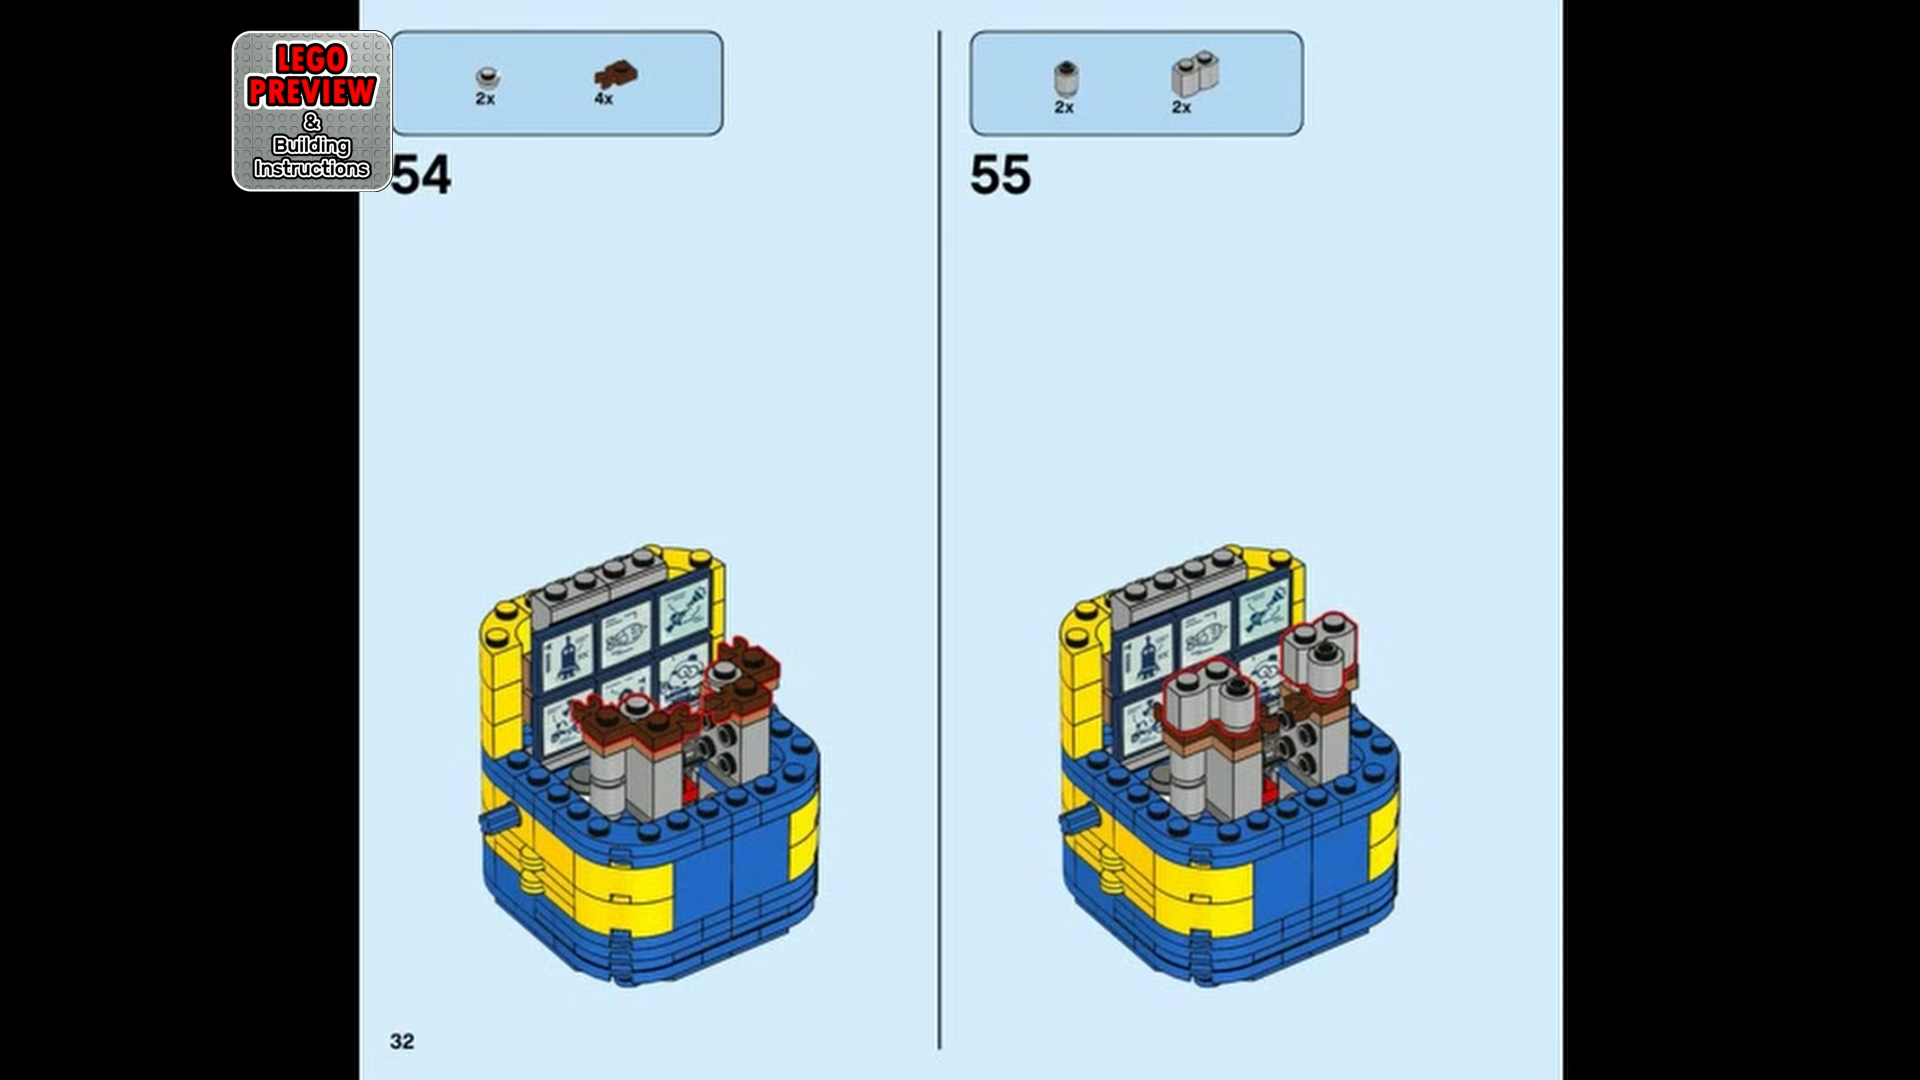 LEGO
PREVIEW
&
Building
Instructions
2x
4x
54
2x
2x
55
32